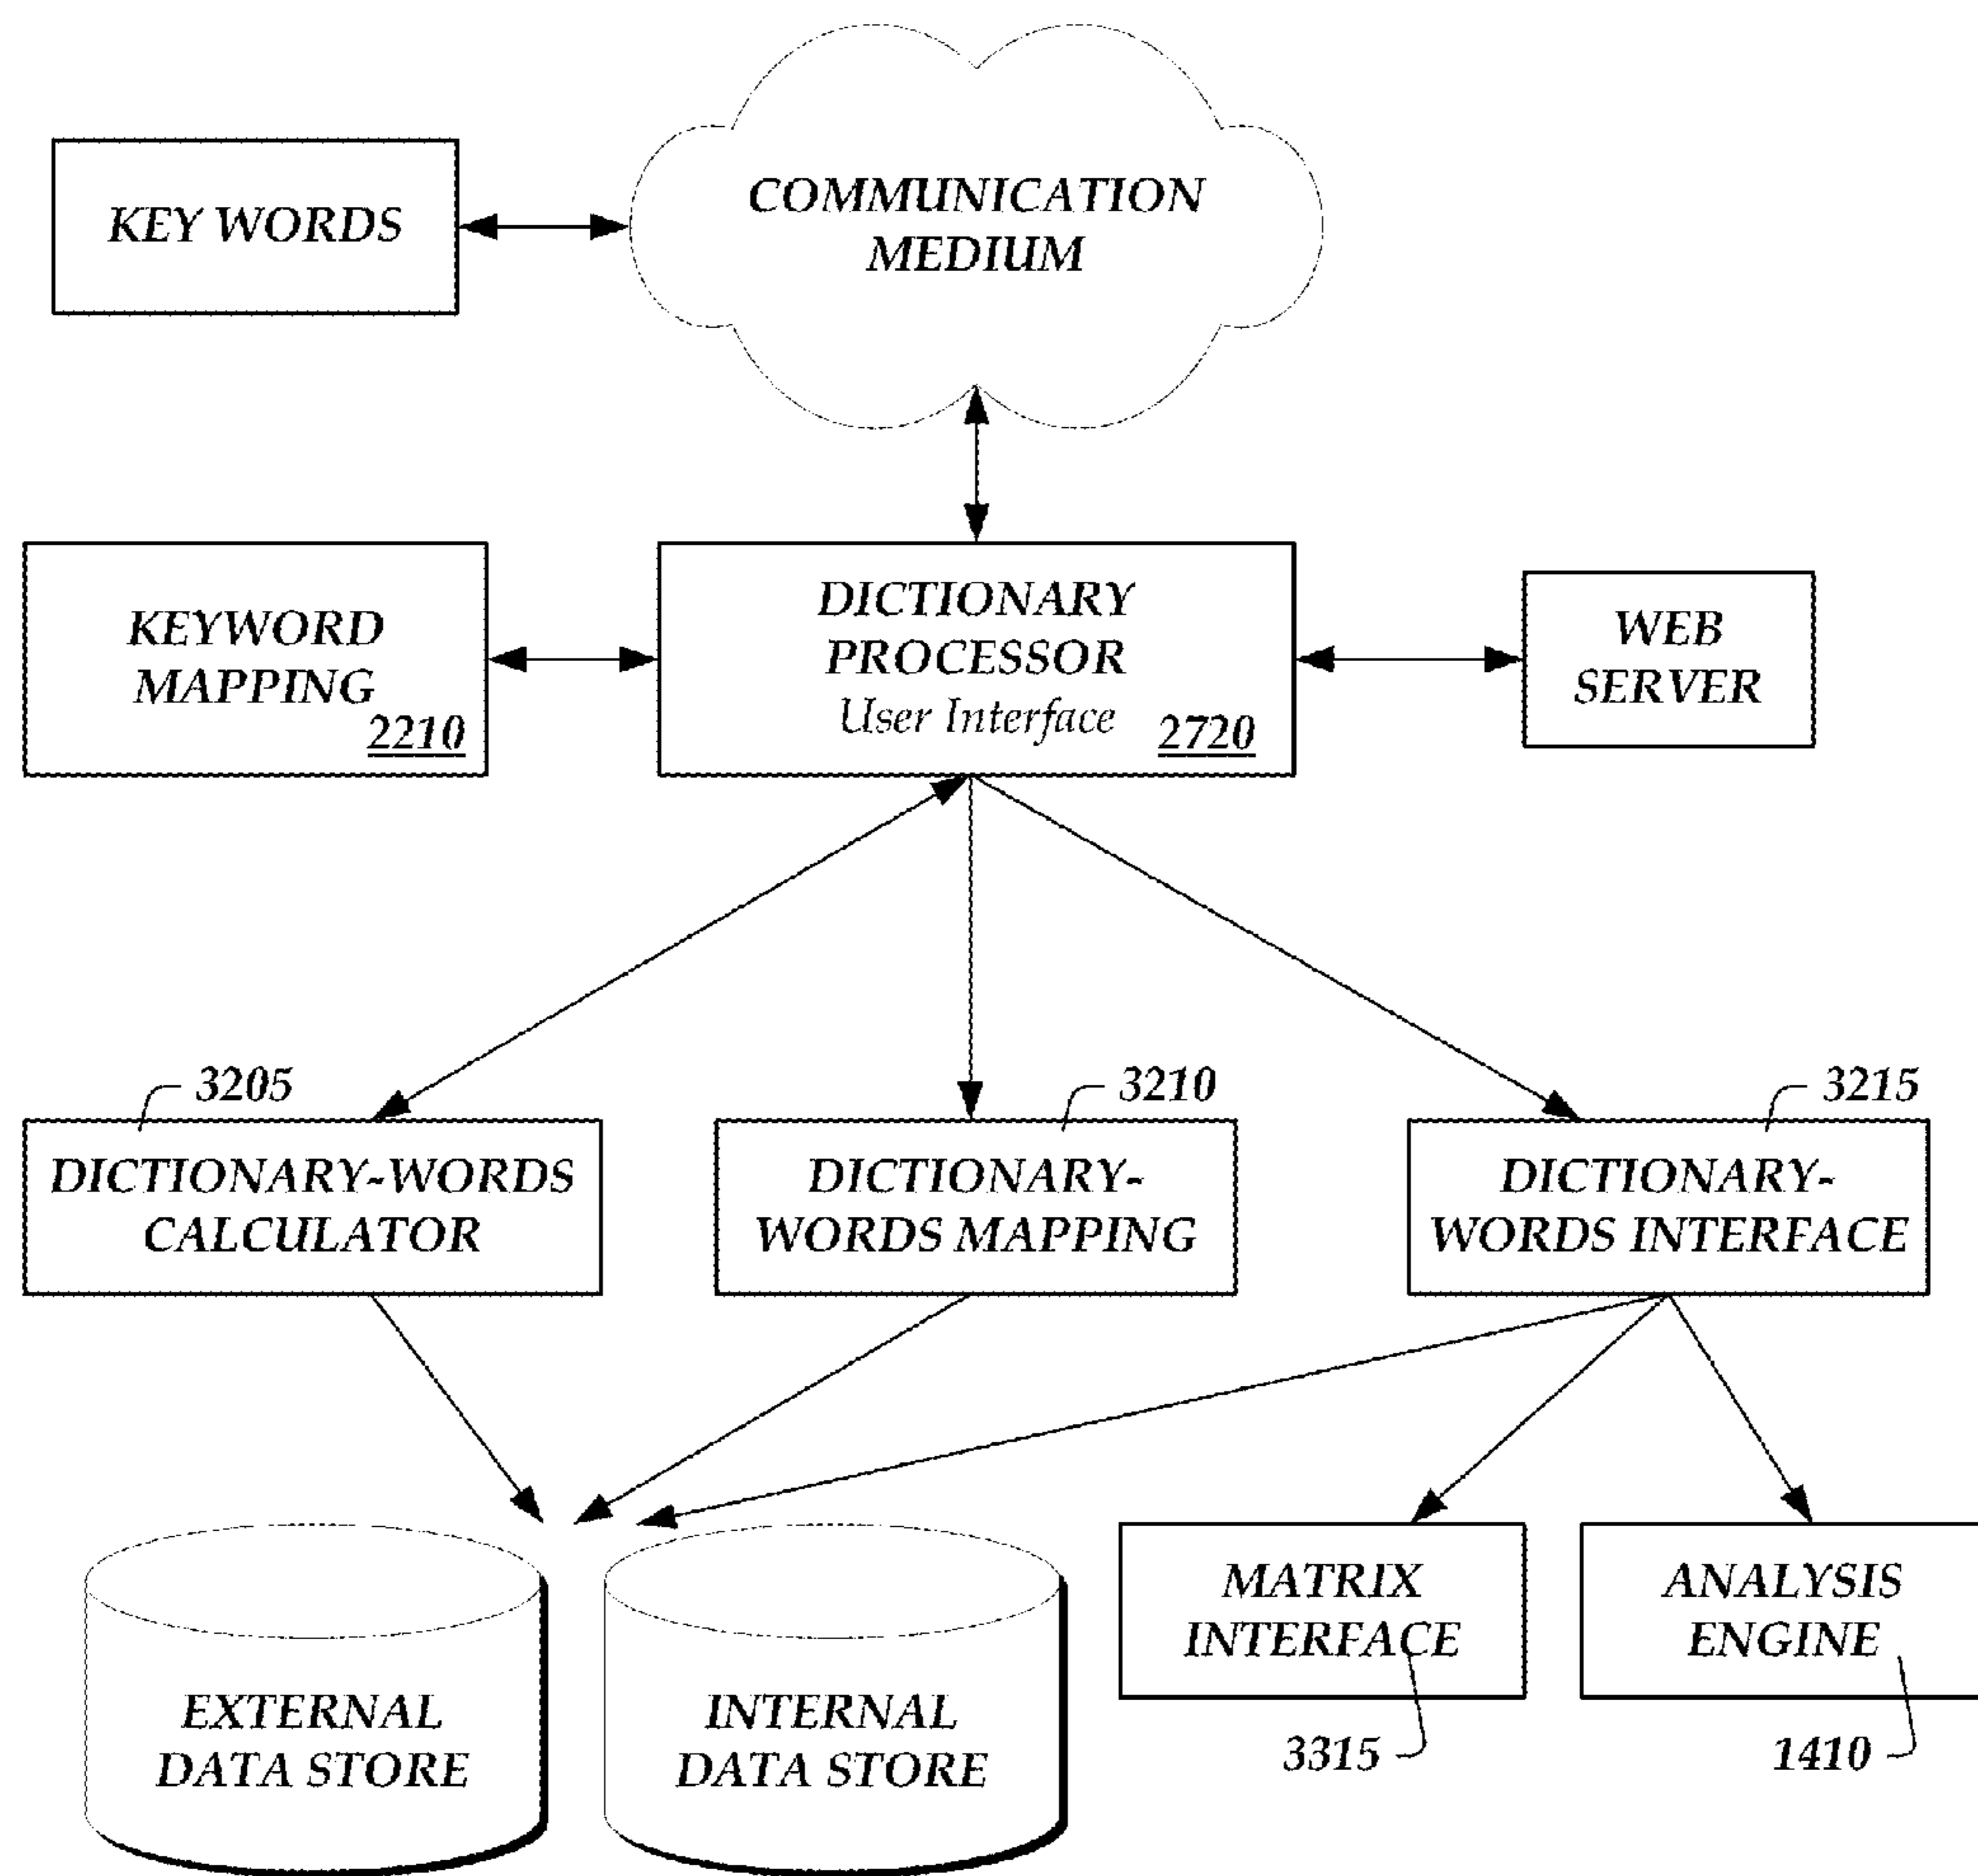 COMMUNICATION
MEDIUM
KEY WORDS
KEYWORD
MAPPING
2210
DICTIONARY
PROCESSOR
User Interface
2720
WEB
SERVER
3205
3210
3215
DICTIONARY-WORDS
CALCULATOR
DICTIONARY-
WORDS MAPPING
DICTIONARY-
WORDS INTERFACE
EXTERNAL
DATA STORE
INTERNAL
DATA STORE
MATRIX
INTERFACE
3315
ANALYSIS
ENGINE
1410